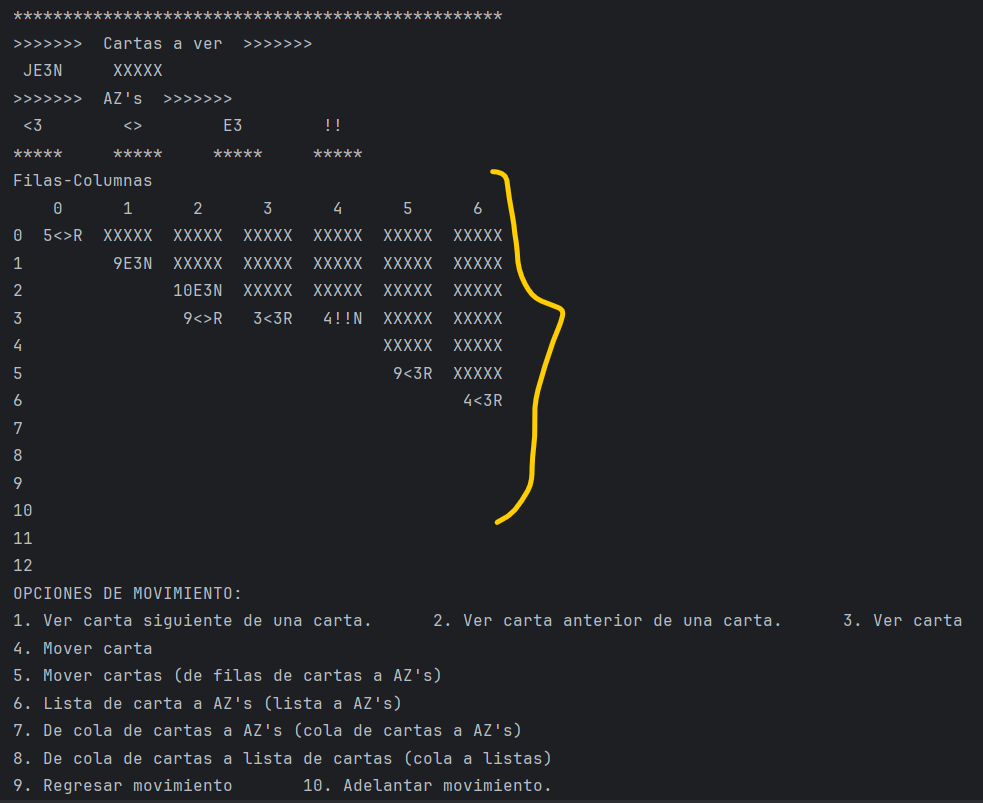 *************************************************
>>>>>>>  Cartas a ver  >>>>>>>
 JE3N     XXXXX
>>>>>>>  AZ's  >>>>>>>
 <3        <>        E3        !!
*****     *****     *****     *****
Filas-Columnas
    0      1      2      3      4      5      6
0  5<>R  XXXXX  XXXXX  XXXXX  XXXXX  XXXXX  XXXXX
1         9E3N  XXXXX  XXXXX  XXXXX  XXXXX  XXXXX
2               10E3N  XXXXX  XXXXX  XXXXX  XXXXX
3                9<>R   3<3R   4!!N  XXXXX  XXXXX
4                                    XXXXX  XXXXX
5                                     9<3R  XXXXX
6                                            4<3R
7
8
9
10
11
12
OPCIONES DE MOVIMIENTO:
1. Ver carta siguiente de una carta.      2. Ver carta anterior de una carta.      3. Ver carta
4. Mover carta
5. Mover cartas (de filas de cartas a AZ's)
6. Lista de carta a AZ's (lista a AZ's)
7. De cola de cartas a AZ's (cola de cartas a AZ's)
8. De cola de cartas a lista de cartas (cola a listas)
9. Regresar movimiento       10. Adelantar movimiento.